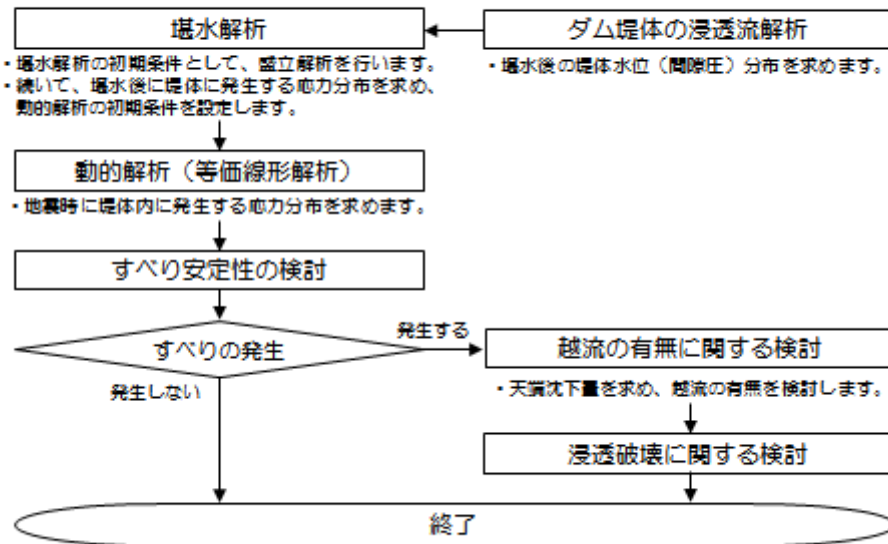 湛水解析
ダム堤体の浸透流解析
・湛水解析の初期条件として、盛立解析を行います。
・続いて、湛水後に堤体に発生する応力分布を求め、
動的解析の初期条件を設定します。
・湛水後の堤体水位（間隙圧）分布を求めます。
動的解析（等価線形解析）
・地震時に堤体内に発生する応力分布を求めます。
すべり安定性の検討
すべりの発生
発生する
発生しない
越流の有無に関する検討
・天端沈下量を求め、越流の有無を検討します。
浸透破壊に関する検討
終了